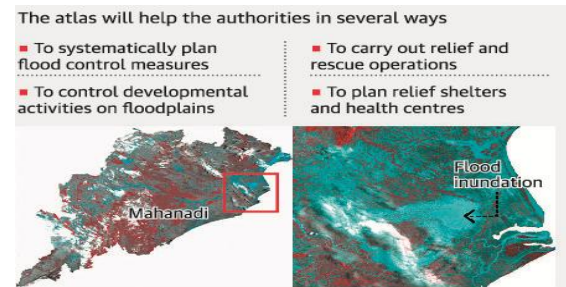 The atlas will help the authorities in several ways
To systematically plan
flood control measures
To carry out relief and
rescue operations
To control developmental
activities on floodplains
To plan relief shelters
and health centres
Mahanadi
Flood
inundation